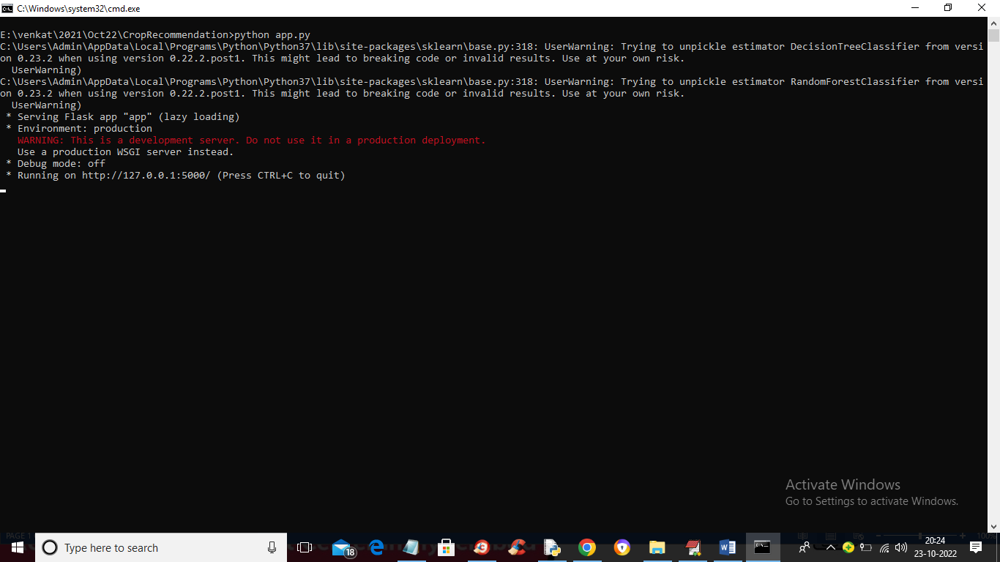 C:\Windows\system32\cmd.exe
E:\venkat\2021\Oct22\CropRecommendation>python app.py
C:\Users\Admin\AppData\Local\Programs\Python\Python37\lib\site-packages\sklearn\base.py:318: UserWarning: Trying to unpickle estimator DecisionTreeClassifier from versi
on 0.23.2 when using version 0.22.2.post1. This might lead to breaking code or invalid results. Use at your own risk.
  UserWarning)
C:\Users\Admin\AppData\Local\Programs\Python\Python37\lib\site-packages\sklearn\base.py:318: UserWarning: Trying to unpickle estimator RandomForestClassifier from versi
on 0.23.2 when using version 0.22.2.post1. This might lead to breaking code or invalid results. Use at your own risk.
  UserWarning)
 * Serving Flask app "app" (lazy loading)
 * Environment: production
   WARNING: This is a development server. Do not use it in a production deployment.
   Use a production WSGI server instead.
 * Debug mode: off
 * Running on http://127.0.0.1:5000/ (Press CTRL+C to quit)
Activate Windows
Go to Settings to activate Windows.
PAGE 1
100%
Type here to search
18
20:24
23-10-2022